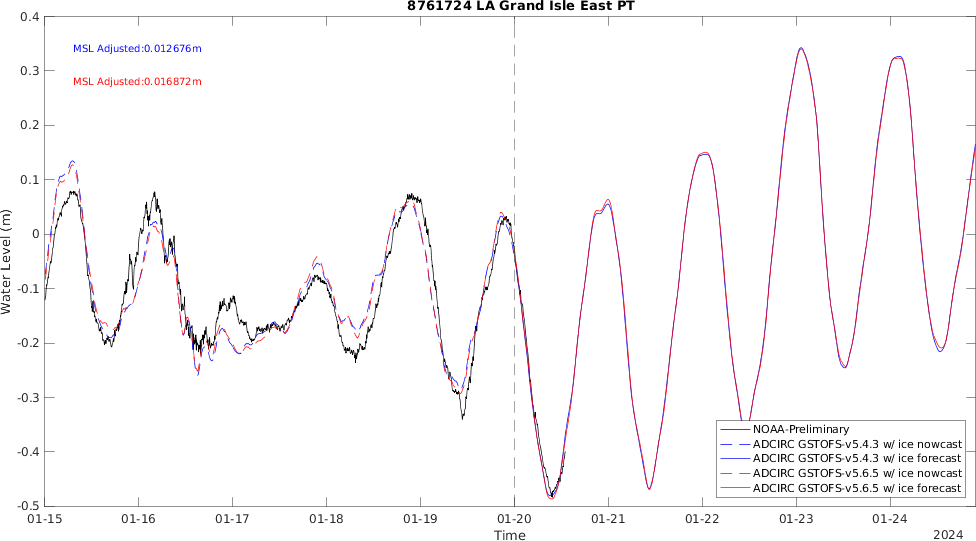 8761724 LA Grand Isle East PT
MSL Adjusted:0.012676m
MSL Adjusted:0.016872m
Water Level (m)
0.4
0.3
0.2
0.1
0
-0.1
-0.2
-0.3
-0.4
-0.5
NOAA-Preliminary
ADCIRC GSTOFS-v5.4.3 w/ ice nowcast
ADCIRC GSTOFS-v5.4.3 w/ ice forecast
ADCIRC GSTOFS-v5.6.5 w/ ice nowcast
ADCIRC GSTOFS-v5.6.5 w/ ice forecast
01-15 01-16 01-17 01-18 01-19 01-20 01-21 01-22 01-23 01-24
Time
2024